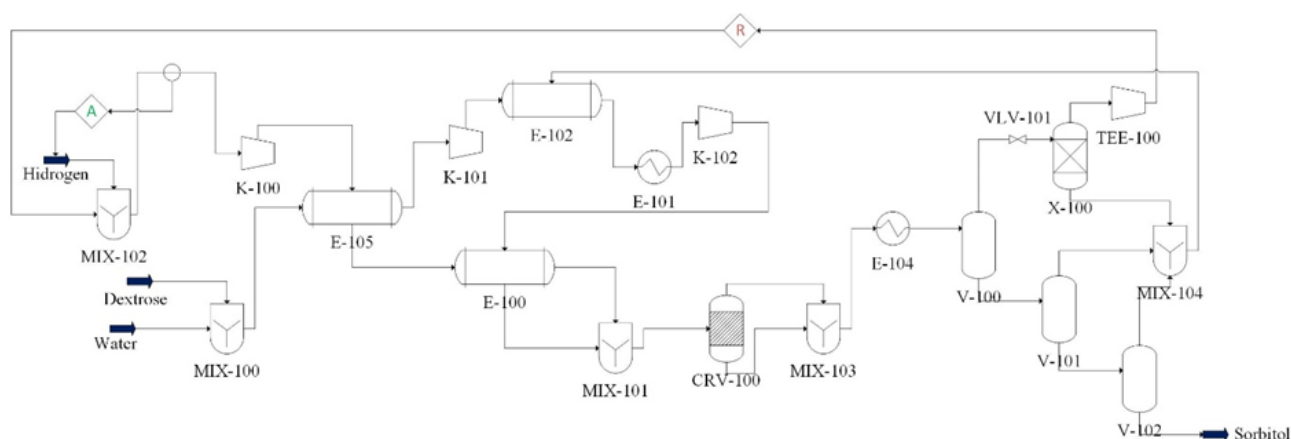 R
A
Hidrogen
MIX-102
K-100
E-105
K-101
E-102
E-101
K-102
VLV-101
TEE-100
X-100
Dextrose
Water
MIX-100
E-100
MIX-101
CRV-100
MIX-103
E-104
V-100
MIX-104
V-101
V-102
Sorbitol